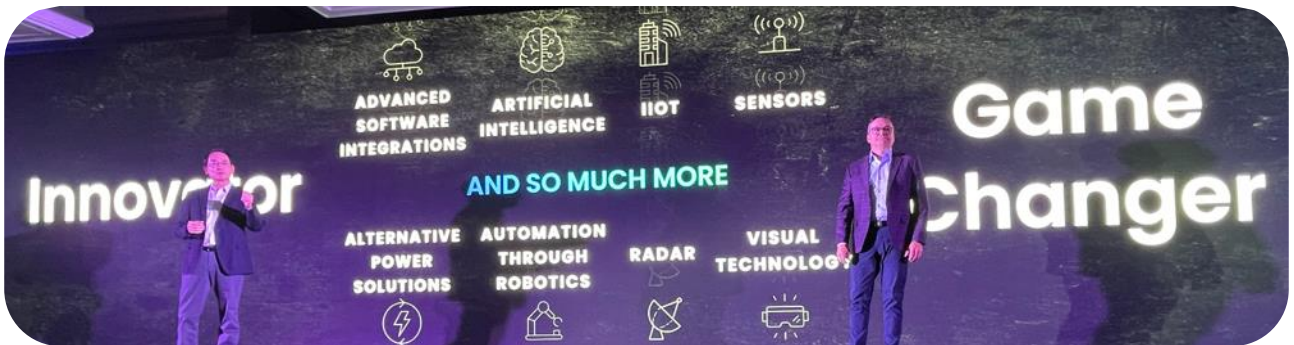 Innovator
ADVANCED
SOFTWARE
INTEGRATIONS
ARTIFICIAL
INTELLIGENCE
IIOT
SENSORS
AND SO MUCH MORE
ALTERNATIVE
POWER
SOLUTIONS
AUTOMATION
THROUGH
ROBOTICS
RADAR
VISUAL
TECHNOLOGY
Game
Changer